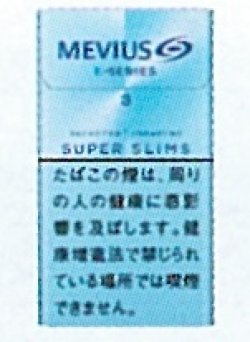 MEVIUS
E-SERIES
3
SUPER SLIMS
たばこの煙は、周り
の人の健康に悪影
響を及ぼします。健
康増進法で禁じられ
ている場所では喫煙
できません。